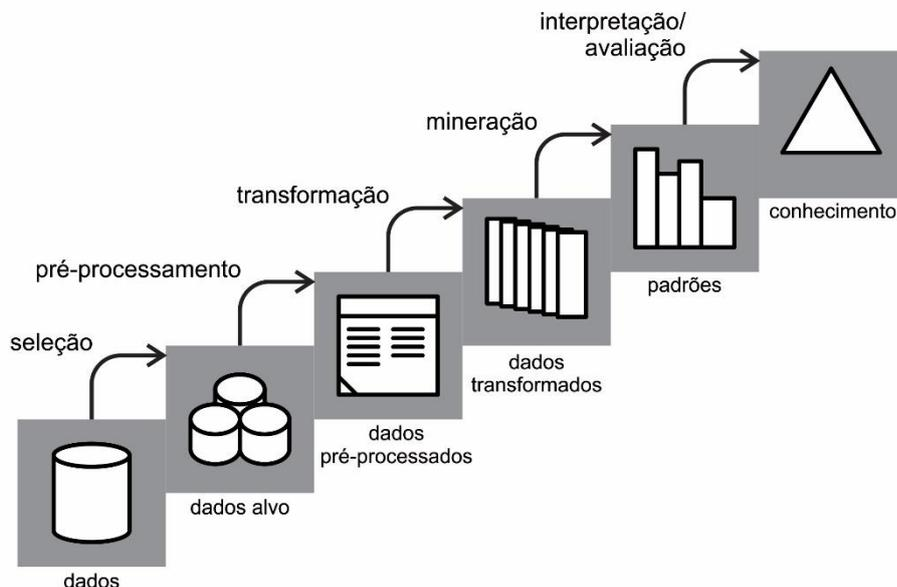 interpretação/
avaliação
mineração
conhecimento
transformação
padrões
pré-processamento
dados
transformados
seleção
dados
pré-processados
dados alvo
dados